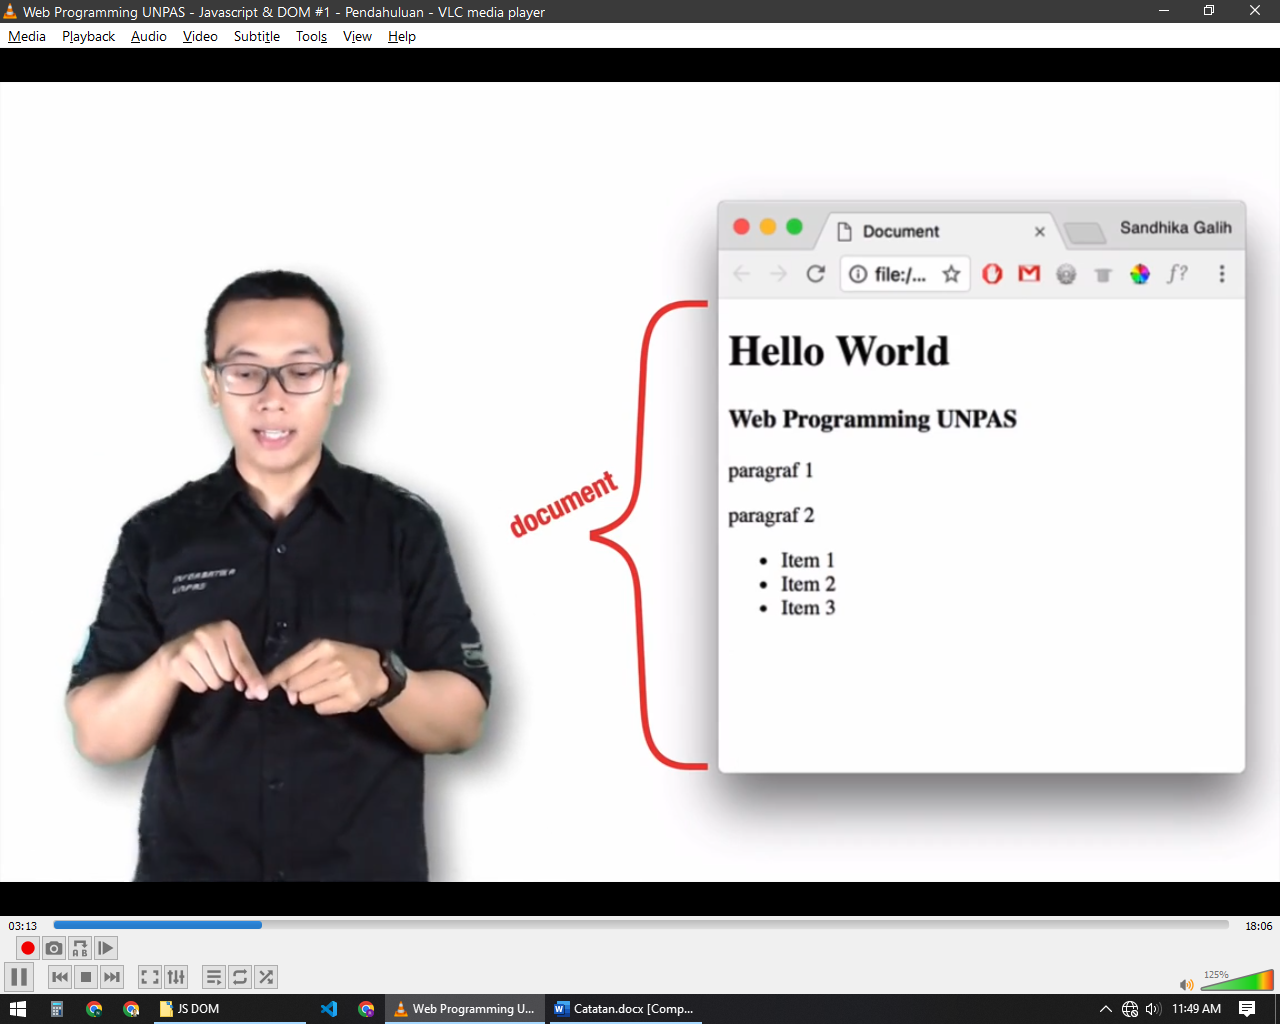 Web Programming UNPAS - Javascript & DOM #1 - Pendahuluan - VLC media player
Media Playback Audio Video Subtitle Tools View Help
Document
Sandhika Galih
file:/...
f?
Hello World
Web Programming UNPAS
paragraf 1
paragraf 2
Item 1
Item 2
Item 3
document
INFORMATIKA
UNPAS
03:13
18:06
A B
125%
JS DOM
Web Programming U...
Catatan.docx [Comp...
11:49 AM